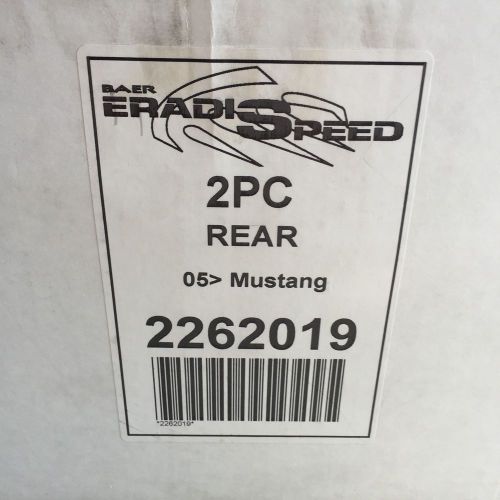 BAER
ERADISPEED
2PC
REAR
05> Mustang
2262019
*2262019*